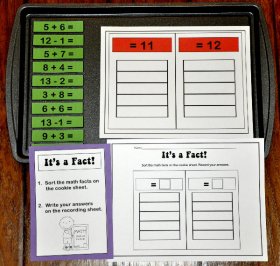 5 + 6 =
12 - 1 =
5 + 7 =
8 + 4 =
13 - 2 =
3 + 8 =
6 + 6 =
13 -1 =
9 + 3 =
= 11
= 12
It's a Fact!
1. Sort the math facts on
the cookie sheet.
2. Write your answers
on the recording sheet.
It's a Fact!
Sort the math facts on the cookie sheet. Record your answers.
=
=